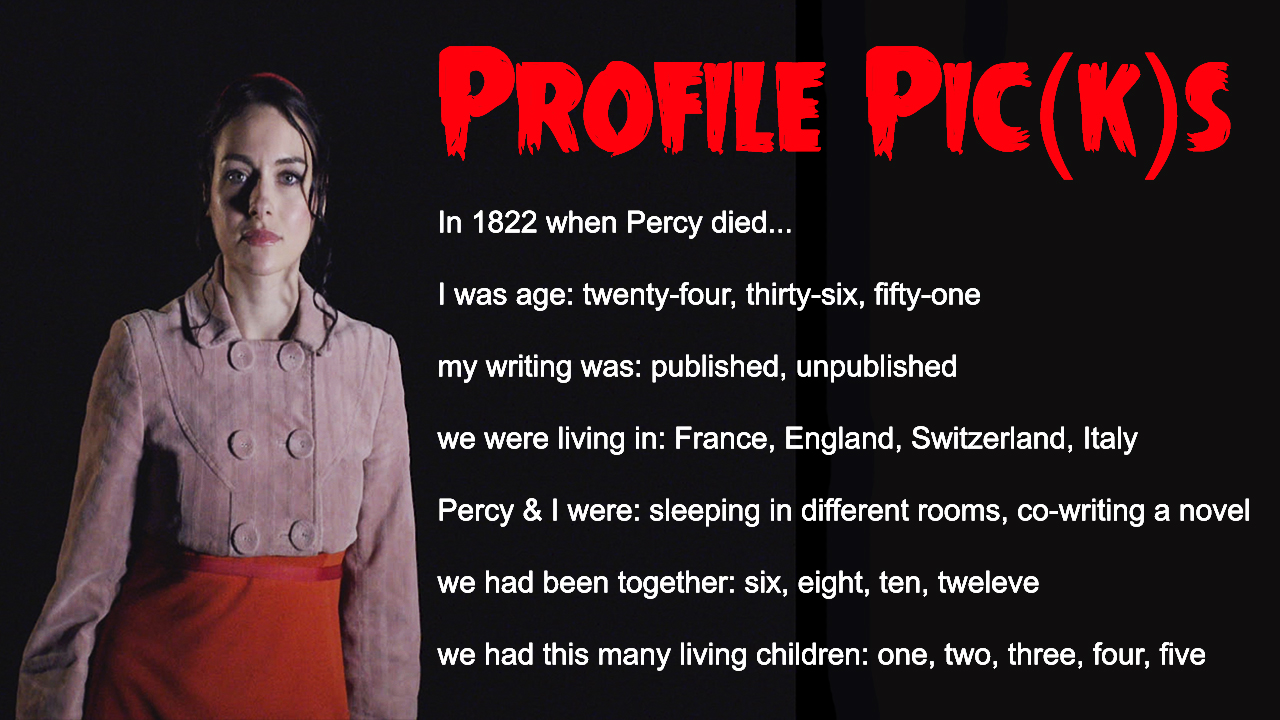 Profile Pic(k)s
In 1822 when Percy died...
I was age: twenty-four, thirty-six, fifty-one
my writing was: published, unpublished
we were living in: France, England, Switzerland, Italy
Percy & I were: sleeping in different rooms, co-writing a novel
we had been together: six, eight, ten, tweleve
we had this many living children: one, two, three, four, five